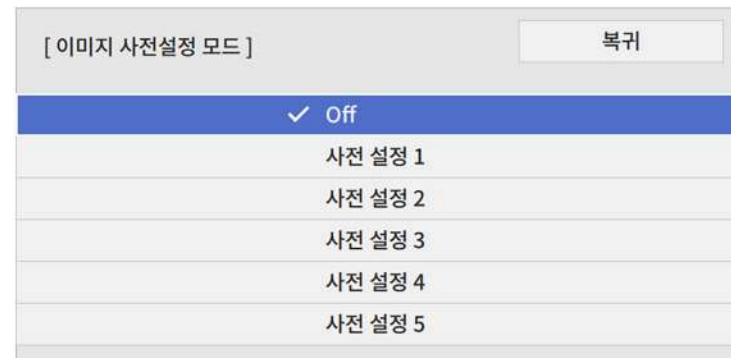 [ 이미지 사전설정 모드 ]
복귀
Off
사전 설정 1
사전 설정 2
사전 설정 3
사전 설정 4
사전 설정 5